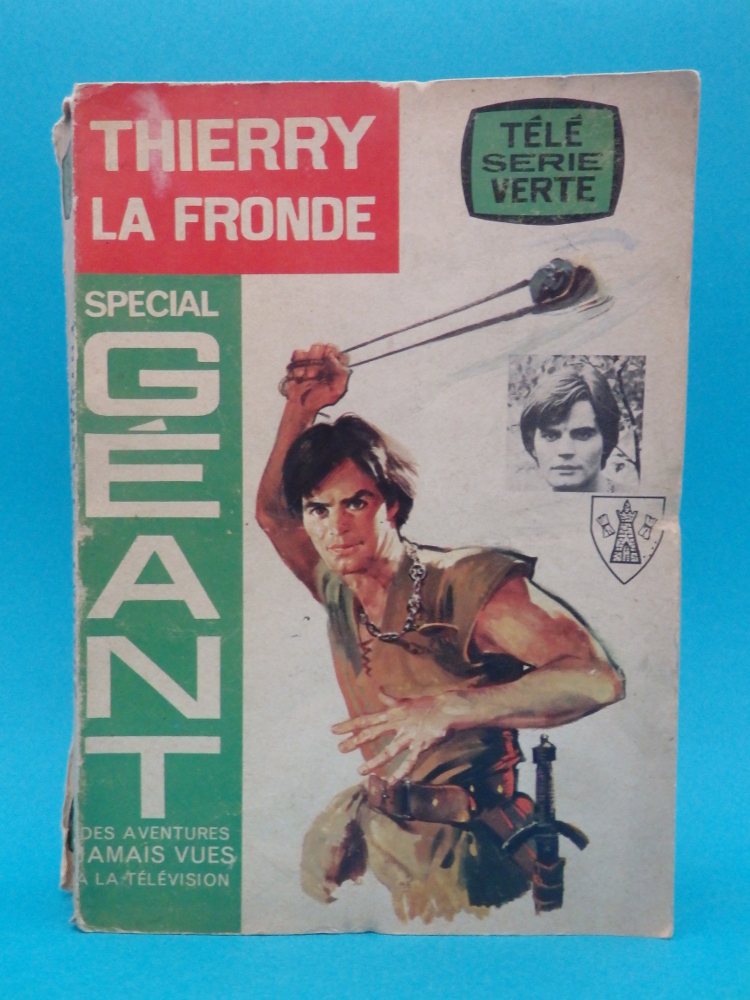 THIERRY
LA FRONDE
TÉLÉ
SERIE
VERTE
SPECIAL
GÉANT
DES AVENTURES
JAMAIS VUES
A LA TÉLÉVISION